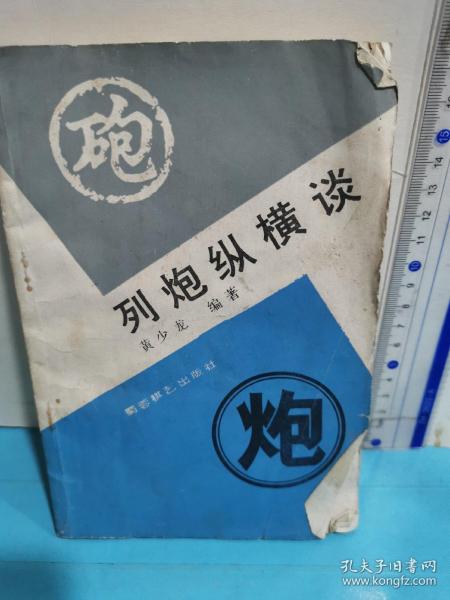 砲
列炮纵横谈
黄少龙 编著
蜀蓉棋艺出版社
炮
孔夫子旧书网
www.kongfz.com